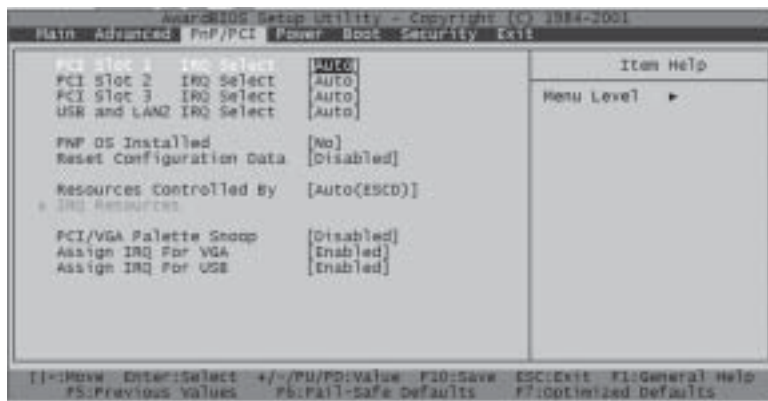 AwardBIOS Setup Utility - Copyright (C) 1984-2001
Main Advanced PnP/PCI Power Boot Security Exit
PCI Slot 1 IRQ Select [Auto]
Item Help
PCI Slot 2 IRQ Select [Auto]
PCI Slot 3 IRQ Select [Auto]
Menu Level ►
USB and LAN2 IRQ Select [Auto]
PNP OS Installed [No]
Reset Configuration Data [Disabled]
Resources Controlled By [Auto(ESCD)]
IRQ Resources
PCI/VGA Palette Snoop [Disabled]
Assign IRQ For VGA [Enabled]
Assign IRQ For USB [Enabled]
:Move Enter:Select +/-/PU/PD:Value F10:Save ESC:Exit F1:General Help
F5:Previous Values F6:Fail-Safe Defaults F7:Optimized Defaults